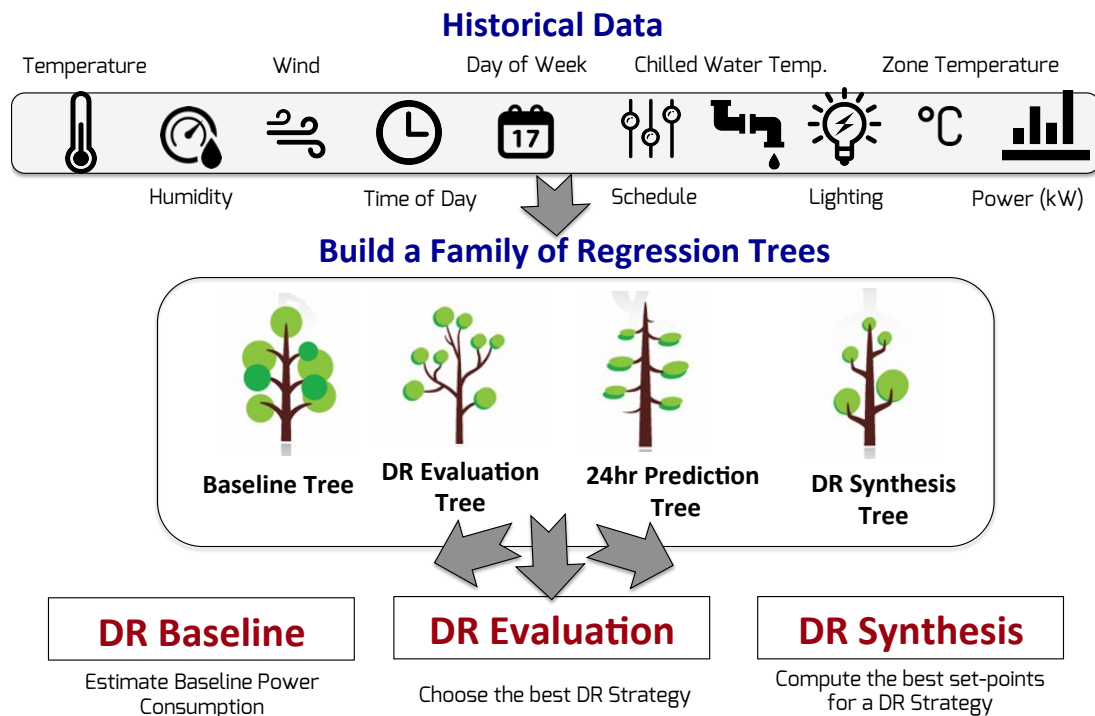 Historical Data
Temperature
Wind
Day of Week
Chilled Water Temp.
Zone Temperature
17
°C
Humidity
Time of Day
Schedule
Lighting
Power (kW)
Build a Family of Regression Trees
Baseline Tree
DR Evaluation
Tree
24hr Prediction
Tree
DR Synthesis
Tree
DR Baseline
Estimate Baseline Power
Consumption
DR Evaluation
Choose the best DR Strategy
DR Synthesis
Compute the best set-points
for a DR Strategy